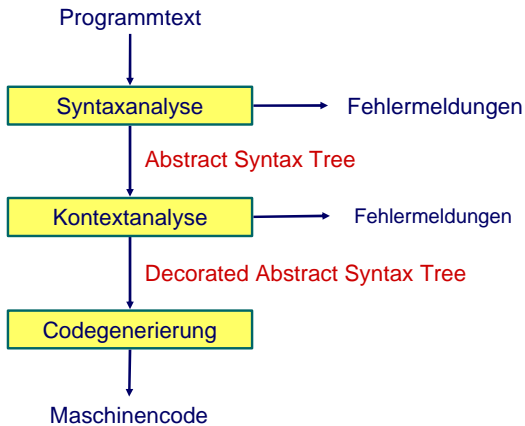 Programmtext
Syntaxanalyse
Fehlermeldungen
Abstract Syntax Tree
Kontextanalyse
Fehlermeldungen
Decorated Abstract Syntax Tree
Codegenerierung
Maschinencode